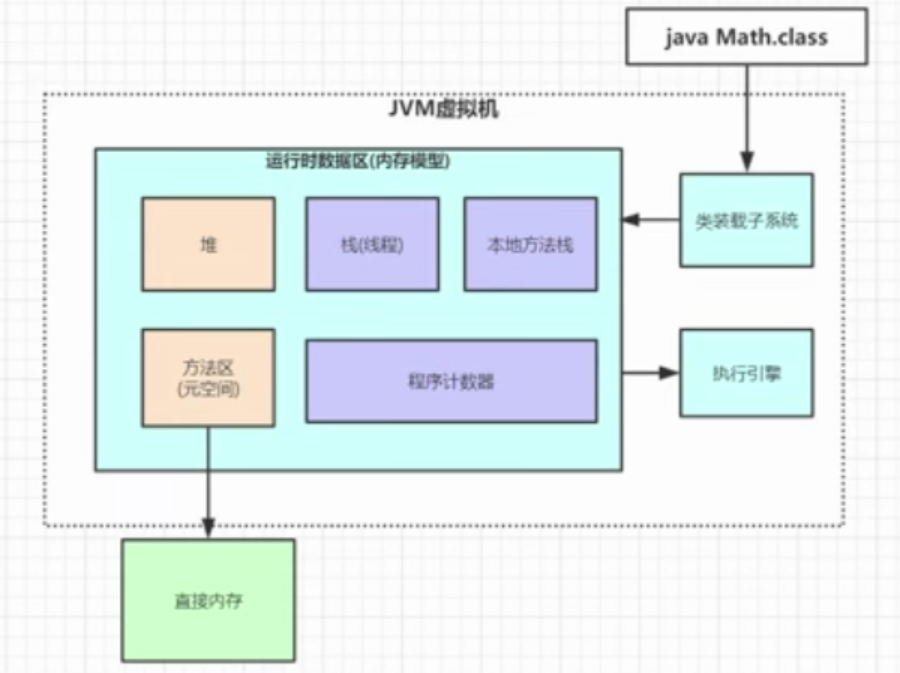 java Math.class
JVM虚拟机
运行时数据区(内存模型)
堆
栈(线程)
本地方法栈
类装载子系统
方法区
(元空间)
程序计数器
执行引擎
直接内存